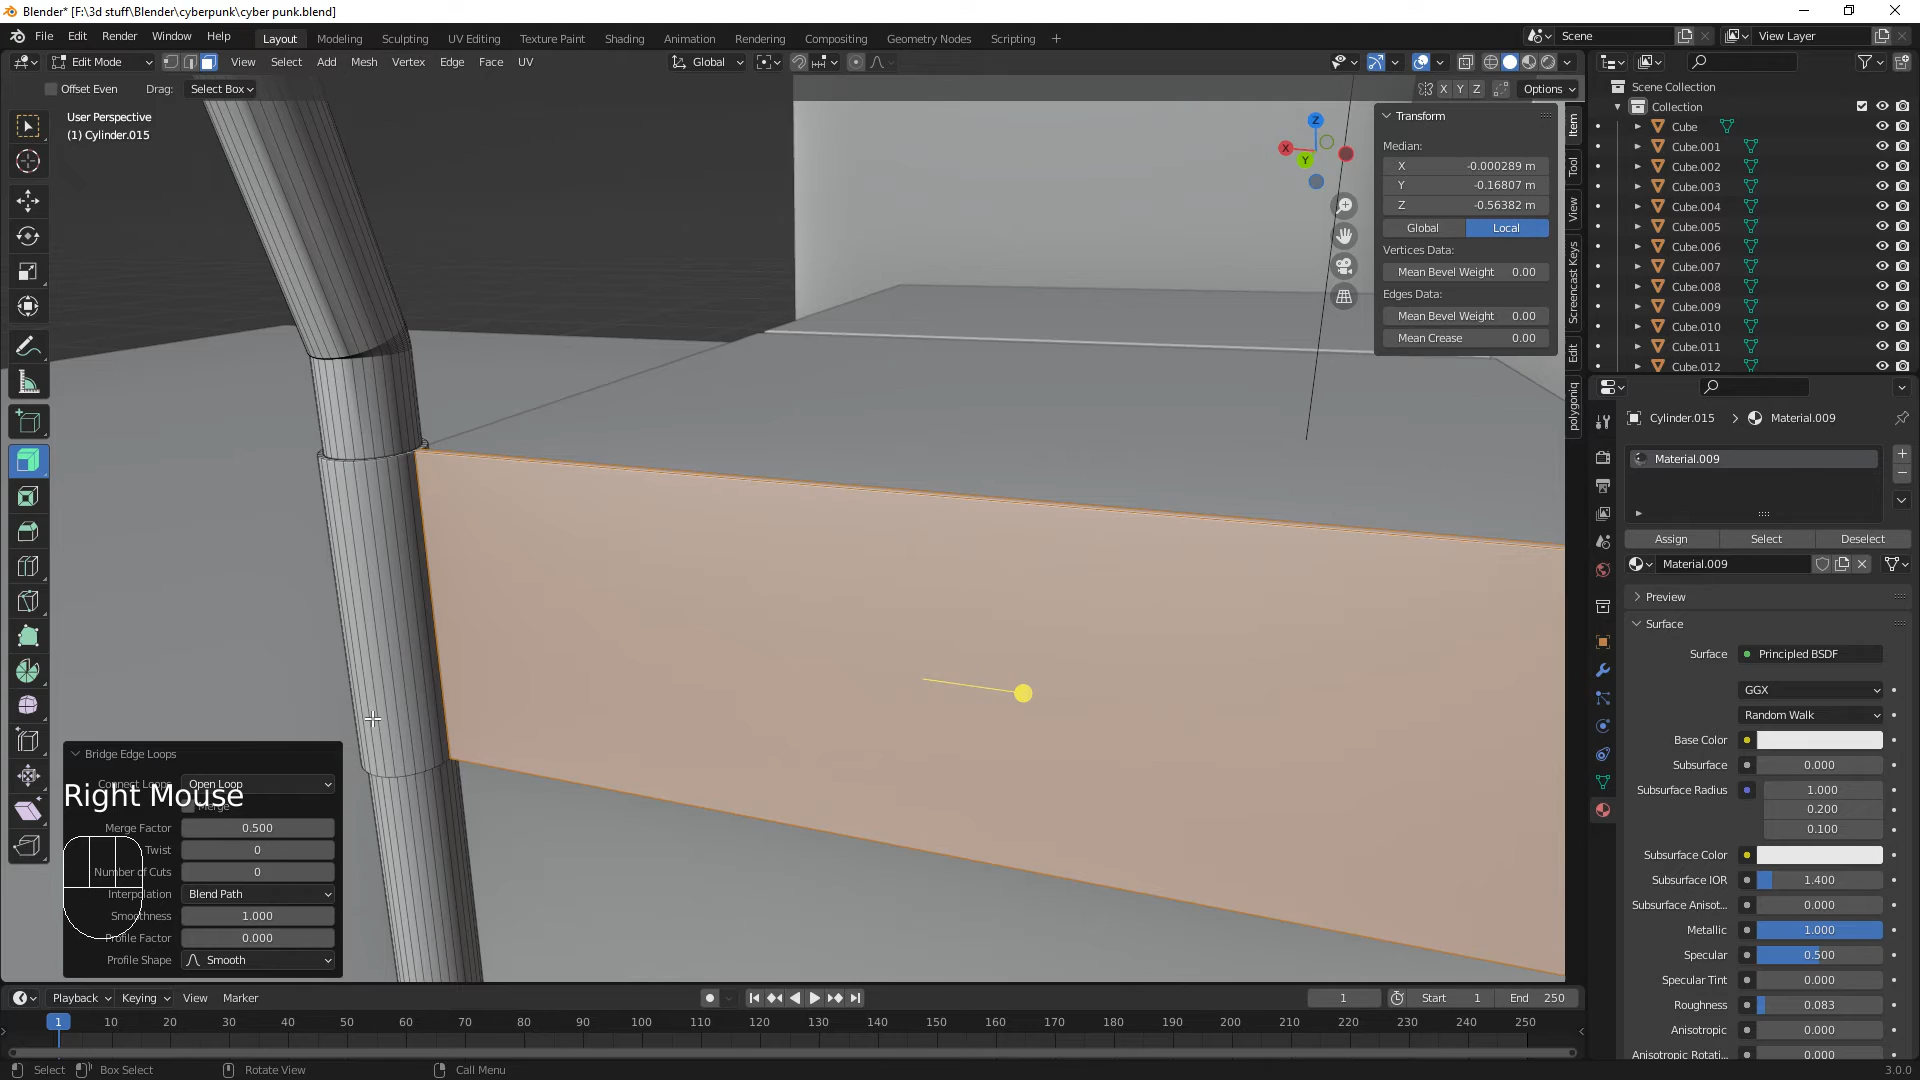 Blender* [F:\3d stuff\Blender\cyberpunk\cyber punk.blend]
File Edit Render Window Help Layout Modeling Sculpting UV Editing Texture Paint Shading Animation Rendering Compositing Geometry Nodes Scripting + Scene View Layer
Edit Mode View Select Add Mesh Vertex Edge Face UV Global
Offset Even Drag: Select Box X Y Z Options
User Perspective
(1) Cylinder.015
Z
X
Y
Transform
Median:
X -0.000289 m
Y -0.16807 m
Z -0.56382 m
Global Local
Vertices Data:
Mean Bevel Weight 0.00
Edges Data:
Mean Bevel Weight 0.00
Mean Crease 0.00
Item
Tool
View
Screencast Keys
Edit
polygoniq
Scene Collection
Collection
Cube
Cube.001
Cube.002
Cube.003
Cube.004
Cube.005
Cube.006
Cube.007
Cube.008
Cube.009
Cube.010
Cube.011
Cube.012
Cylinder.015 > Material.009
Material.009
Assign Select Deselect
Material.009
Preview
Surface
Surface Principled BSDF
GGX
Random Walk
Base Color
Subsurface 0.000
Subsurface Radius 1.000
0.200
0.100
Subsurface Color
Subsurface IOR 1.400
Subsurface Anisot... 0.000
Metallic 1.000
Specular 0.500
Specular Tint 0.000
Roughness 0.083
Anisotropic 0.000
Anisotropic Rotati... 0.000
Bridge Edge Loops
Connect Loops Open Loop
Right Mouse
Merge
Merge Factor 0.500
Twist 0
Number of Cuts 0
Interpolation Blend Path
Smoothness 1.000
Profile Factor 0.000
Profile Shape Smooth
Playback Keying View Marker 1 Start 1 End 250
1 10 20 30 40 50 60 70 80 90 100 110 120 130 140 150 160 170 180 190 200 210 220 230 240 250
Select Box Select Rotate View Call Menu 3.0.0